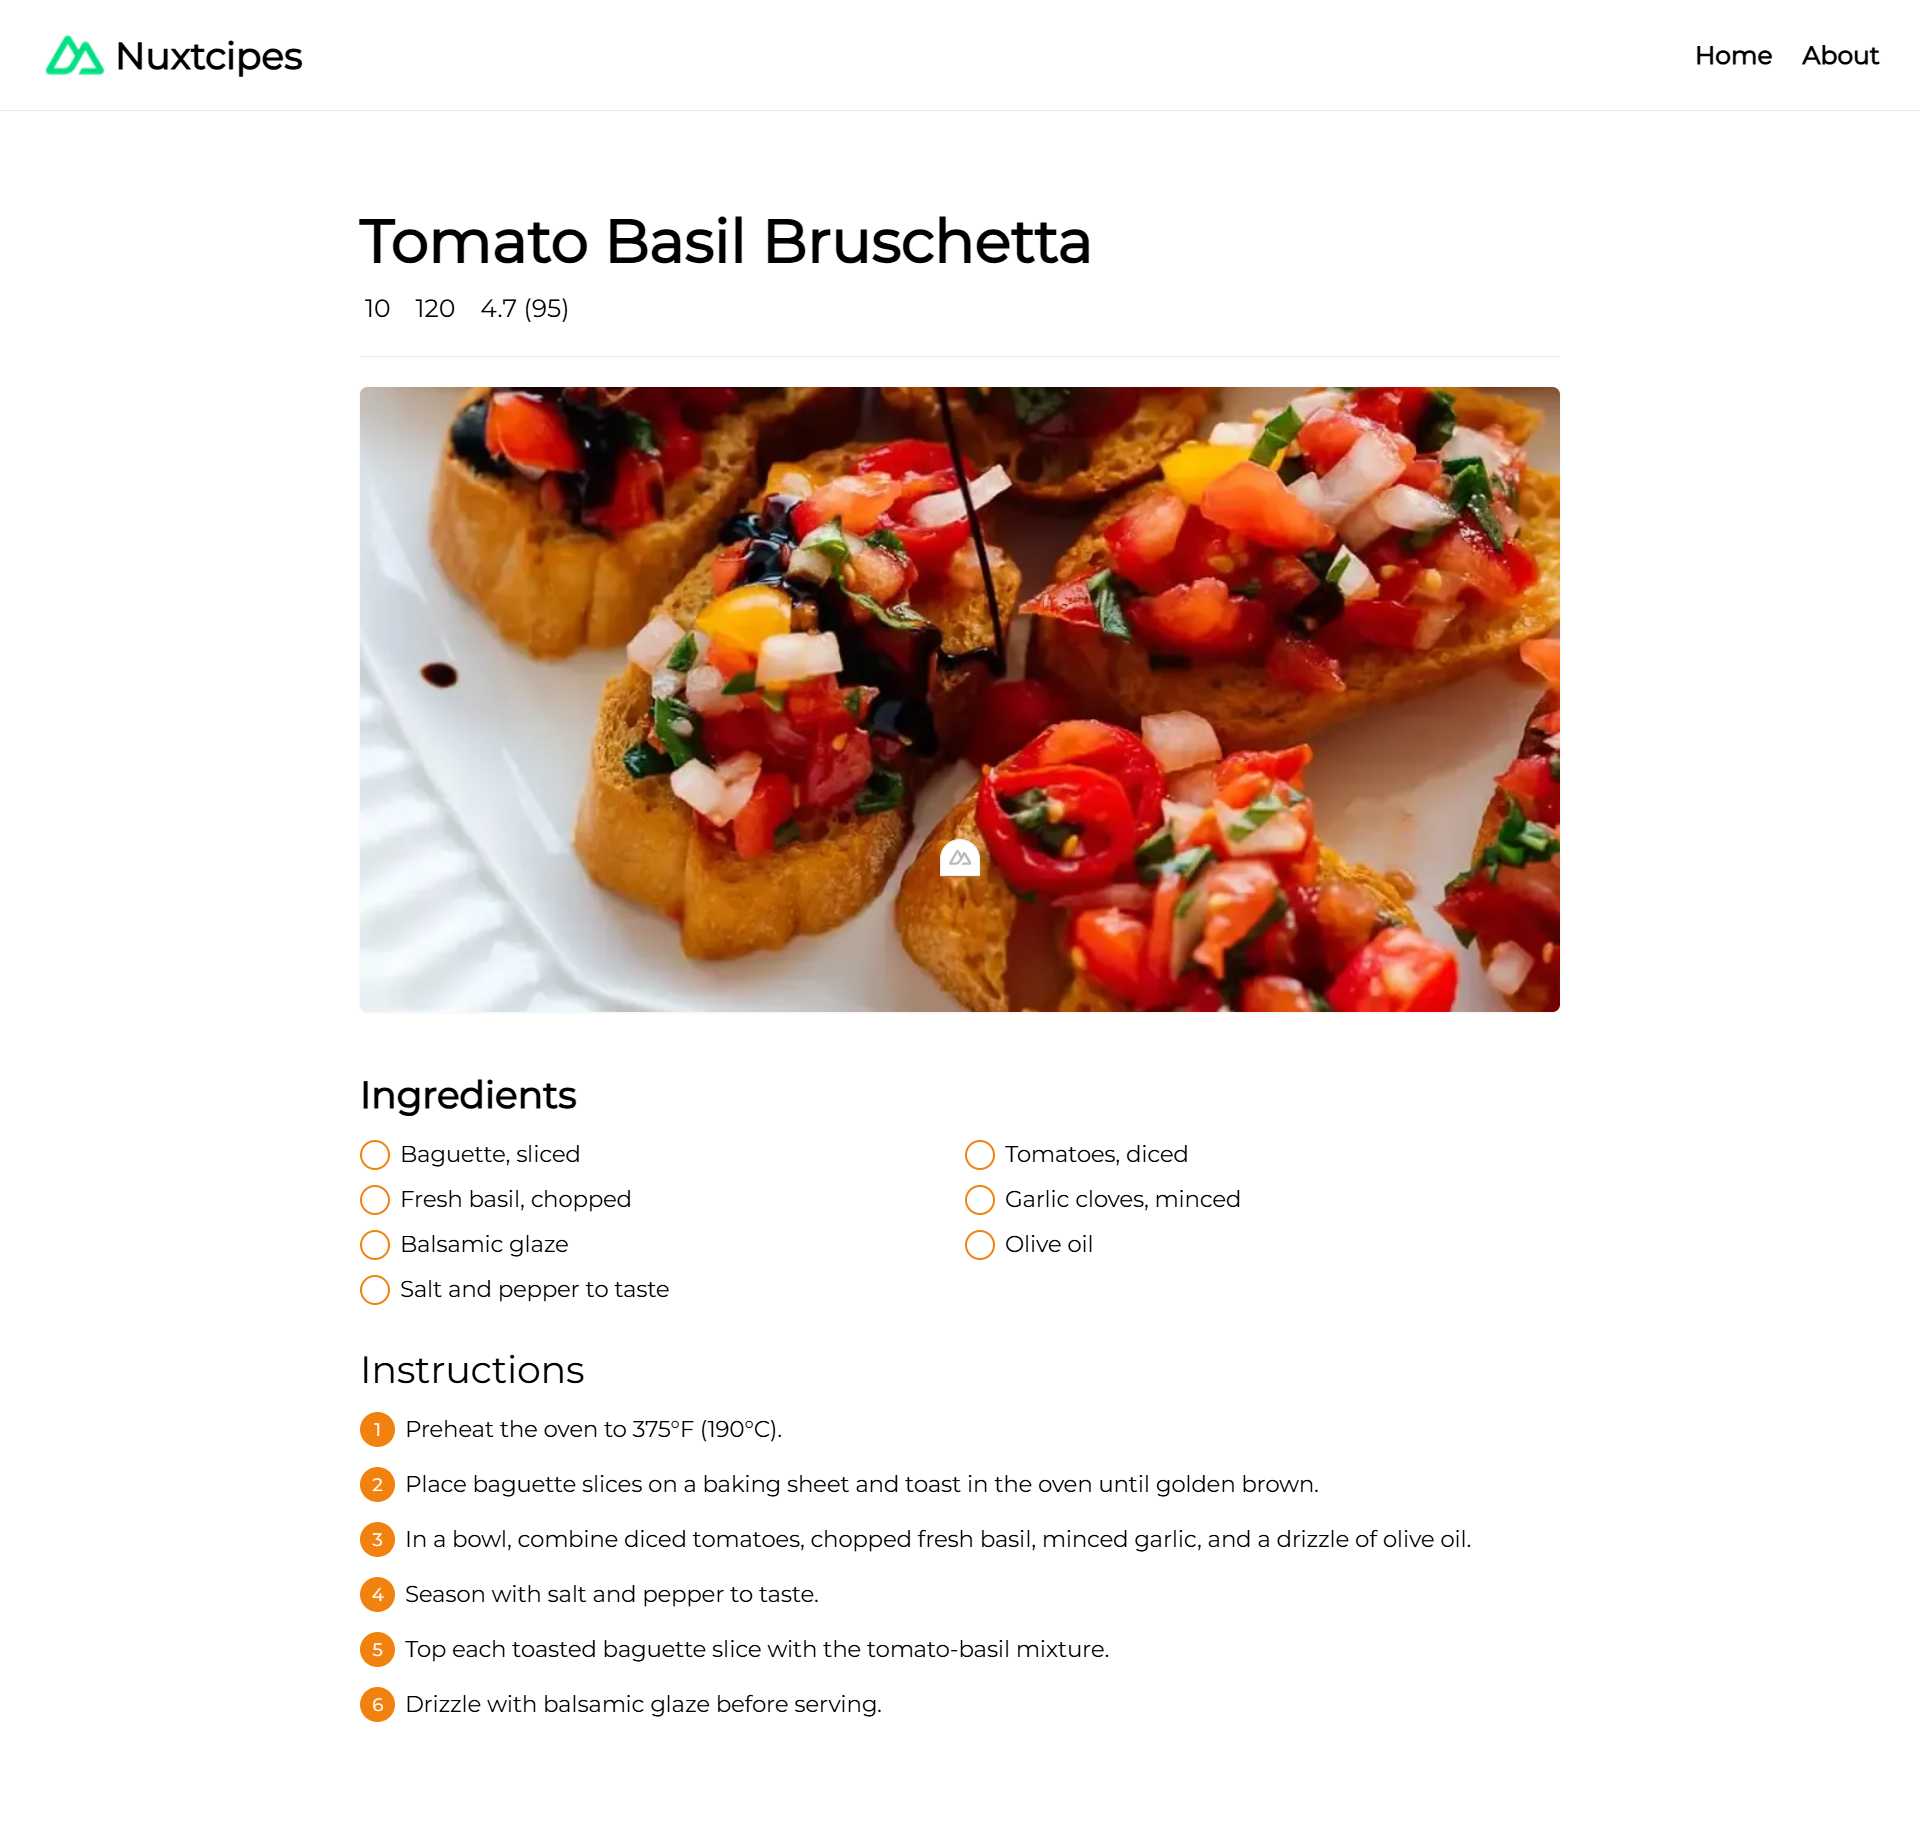 Nuxtcipes
Home About
Tomato Basil Bruschetta
10 120 4.7 (95)
Ingredients
Baguette, sliced
Tomatoes, diced
Fresh basil, chopped
Garlic cloves, minced
Balsamic glaze
Olive oil
Salt and pepper to taste
Instructions
1 Preheat the oven to 375°F (190°C).
2 Place baguette slices on a baking sheet and toast in the oven until golden brown.
3 In a bowl, combine diced tomatoes, chopped fresh basil, minced garlic, and a drizzle of olive oil.
4 Season with salt and pepper to taste.
5 Top each toasted baguette slice with the tomato-basil mixture.
6 Drizzle with balsamic glaze before serving.